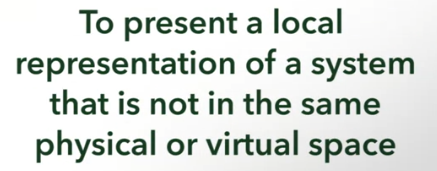 To present a local
representation of a system
that is not in the same
physical or virtual space